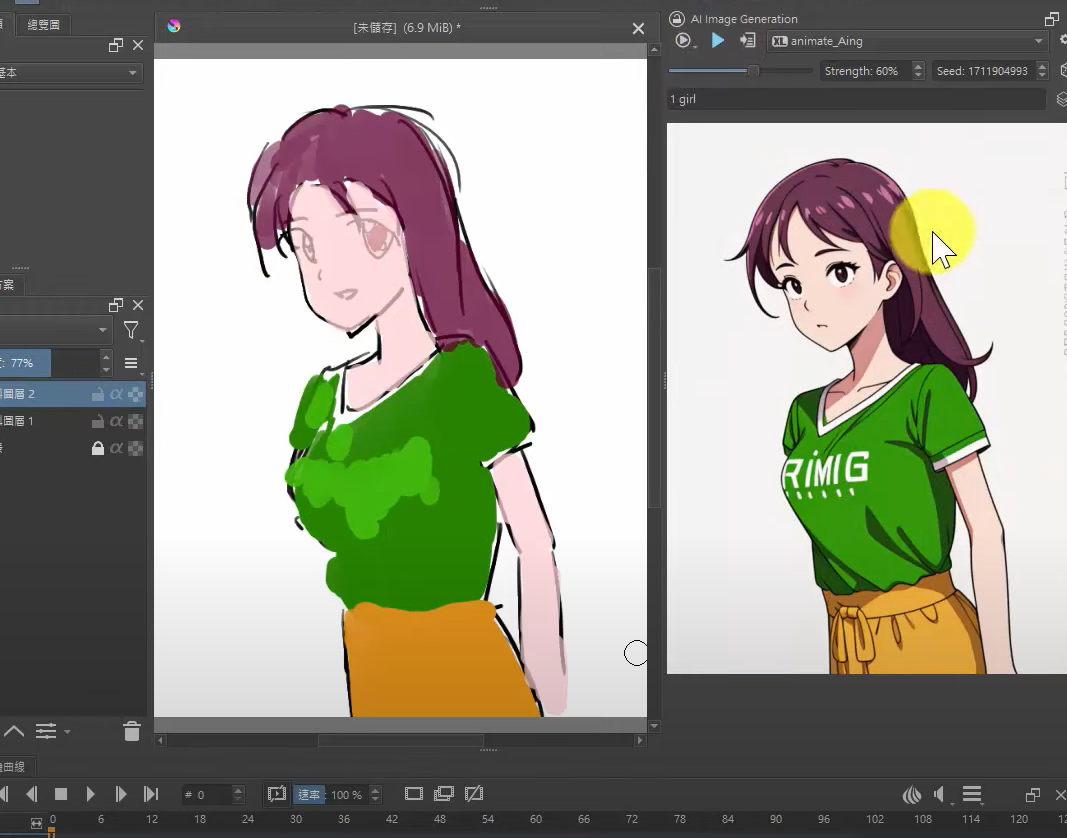 總覽圖
[未儲存] (6.9 MiB) *
AI Image Generation
XL animate_Aing
基本
Strength: 60%
Seed: 1711904993
1 girl
RiMIG
77%
圖層 2
圖層 1
曲線
# 0
速率: 100 %
0 6 12 18 24 30 36 42 48 54 60 66 72 78 84 90 96 102 108 114 120